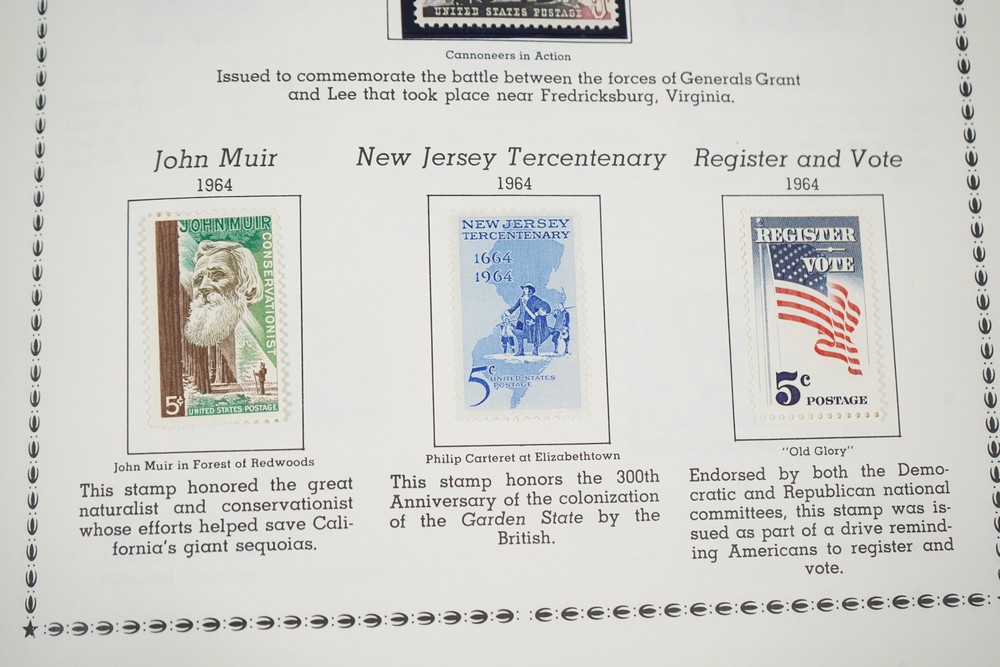 UNITED STATES POSTAGE
Cannoneers in Action
Issued to commemorate the battle between the forces of Generals Grant
and Lee that took place near Fredricksburg, Virginia.
John Muir
1964
JOHN MUIR
CONSERVATIONIST
5¢
UNITED STATES POSTAGE
John Muir in Forest of Redwoods
This stamp honored the great
naturalist and conservationist
whose efforts helped save Cali-
fornia's giant sequoias.
New Jersey Tercentenary
1964
NEW JERSEY
TERCENTENARY
1664
1964
5c
UNITED STATES
POSTAGE
Philip Carteret at Elizabethtown
This stamp honors the 300th
Anniversary of the colonization
of the Garden State by the
British.
Register and Vote
1964
REGISTER
VOTE
5c POSTAGE
"Old Glory"
Endorsed by both the Demo-
cratic and Republican national
committees, this stamp was is-
sued as part of a drive remind-
ing Americans to register and
vote.